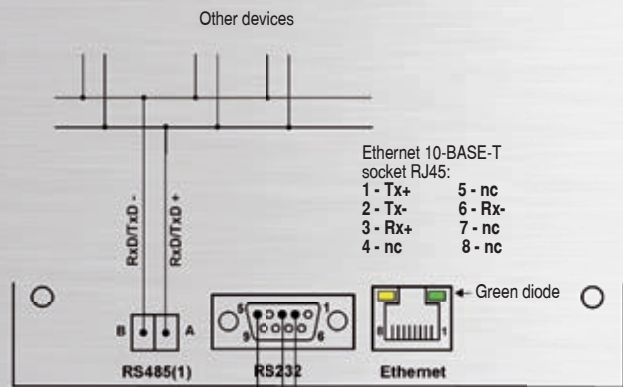 Other devices
Ethernet 10-BASE-T
socket RJ45:
1 - Tx+ 5 - nc
2 - Tx- 6 - Rx-
3 - Rx+ 7 - nc
4 - nc 8 - nc
RxD/TxD -
RxD/TxD +
Green diode
B A
5 1
9 6
8 1
RS485(1) RS232 Ethernet